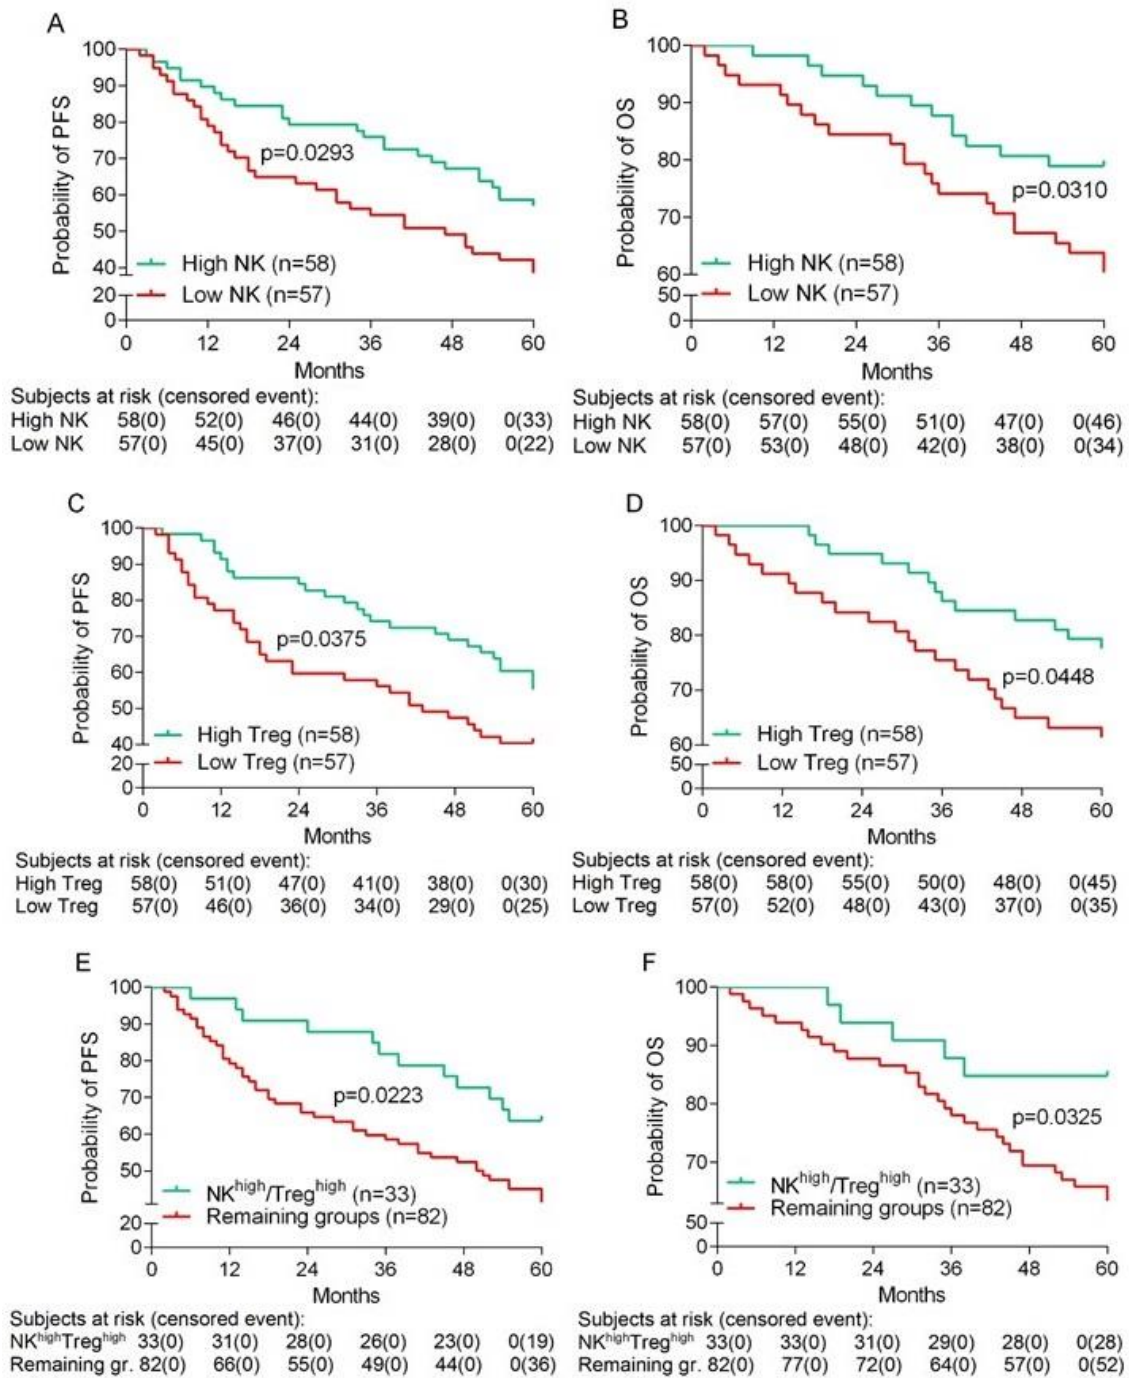 A
Probability of PFS
100
90
80
70
60
50
40
20
0
p=0.0293
High NK (n=58)
Low NK (n=57)
0 12 24 36 48 60
Months
Subjects at risk (censored event):
High NK 58(0) 52(0) 46(0) 44(0) 39(0) 0(33)
Low NK 57(0) 45(0) 37(0) 31(0) 28(0) 0(22)
B
Probability of OS
100
90
80
70
60
50
0
p=0.0310
High NK (n=58)
Low NK (n=57)
0 12 24 36 48 60
Months
Subjects at risk (censored event):
High NK 58(0) 57(0) 55(0) 51(0) 47(0) 0(46)
Low NK 57(0) 53(0) 48(0) 42(0) 38(0) 0(34)
C
Probability of PFS
100
90
80
70
60
50
40
20
0
p=0.0375
High Treg (n=58)
Low Treg (n=57)
0 12 24 36 48 60
Months
Subjects at risk (censored event):
High Treg 58(0) 51(0) 47(0) 41(0) 38(0) 0(30)
Low Treg 57(0) 46(0) 36(0) 34(0) 29(0) 0(25)
D
Probability of OS
100
90
80
70
60
50
0
p=0.0448
High Treg (n=58)
Low Treg (n=57)
0 12 24 36 48 60
Months
Subjects at risk (censored event):
High Treg 58(0) 58(0) 55(0) 50(0) 48(0) 0(45)
Low Treg 57(0) 52(0) 48(0) 43(0) 37(0) 0(35)
E
Probability of PFS
100
90
80
70
60
50
20
0
p=0.0223
NKhigh/Treghigh (n=33)
Remaining groups (n=82)
0 12 24 36 48 60
Months
Subjects at risk (censored event):
NKhighTreghigh 33(0) 31(0) 28(0) 26(0) 23(0) 0(19)
Remaining gr. 82(0) 66(0) 55(0) 49(0) 44(0) 0(36)
F
Probability of OS
100
90
80
70
50
0
p=0.0325
NKhigh/Treghigh (n=33)
Remaining groups (n=82)
0 12 24 36 48 60
Months
Subjects at risk (censored event):
NKhighTreghigh 33(0) 33(0) 31(0) 29(0) 28(0) 0(28)
Remaining gr. 82(0) 77(0) 72(0) 64(0) 57(0) 0(52)